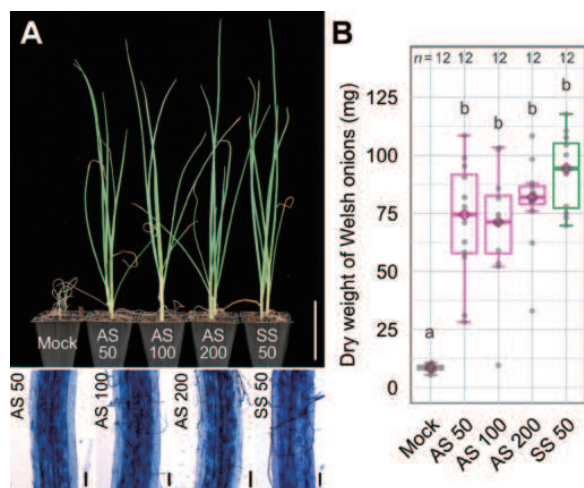 A
Mock
AS 50
AS 100
AS 200
SS 50
AS 50
AS 100
AS 200
SS 50
B
n = 12 12 12 12 12
Dry weight of Welsh onions (mg)
125
100
75
50
25
0
a
b
b
b
b
Mock
AS 50
AS 100
AS 200
SS 50